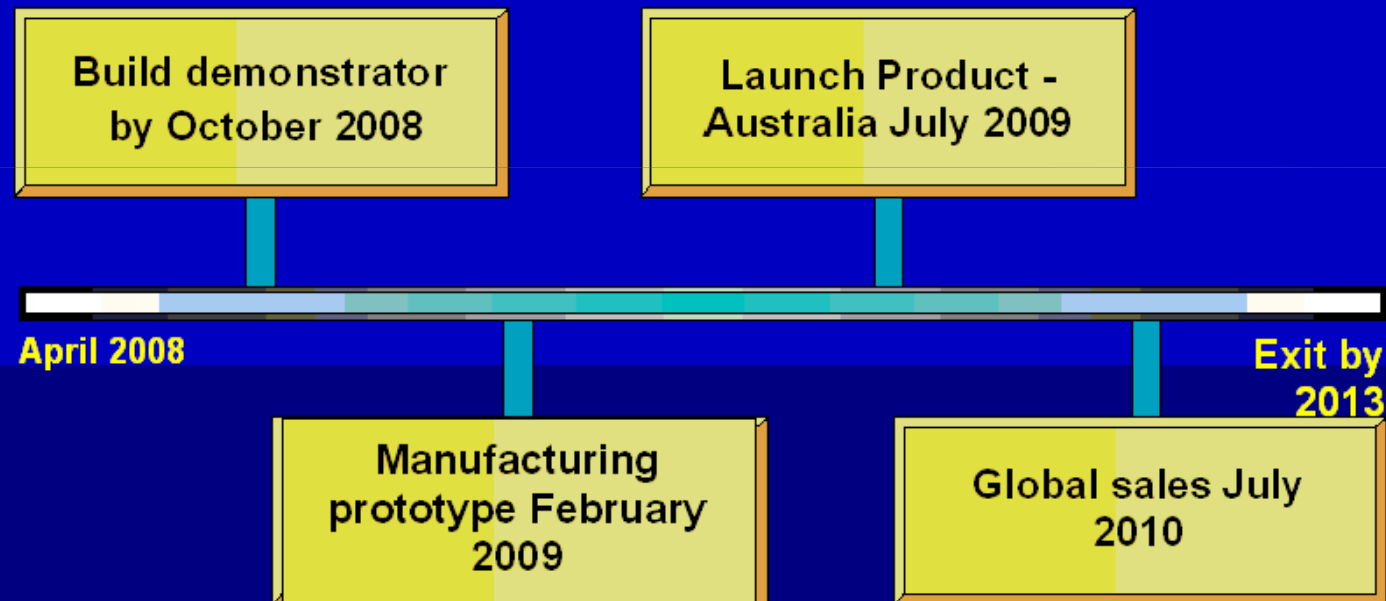 Build demonstrator
by October 2008
Launch Product -
Australia July 2009
April 2008
Exit by
2013
Manufacturing
prototype February
2009
Global sales July
2010